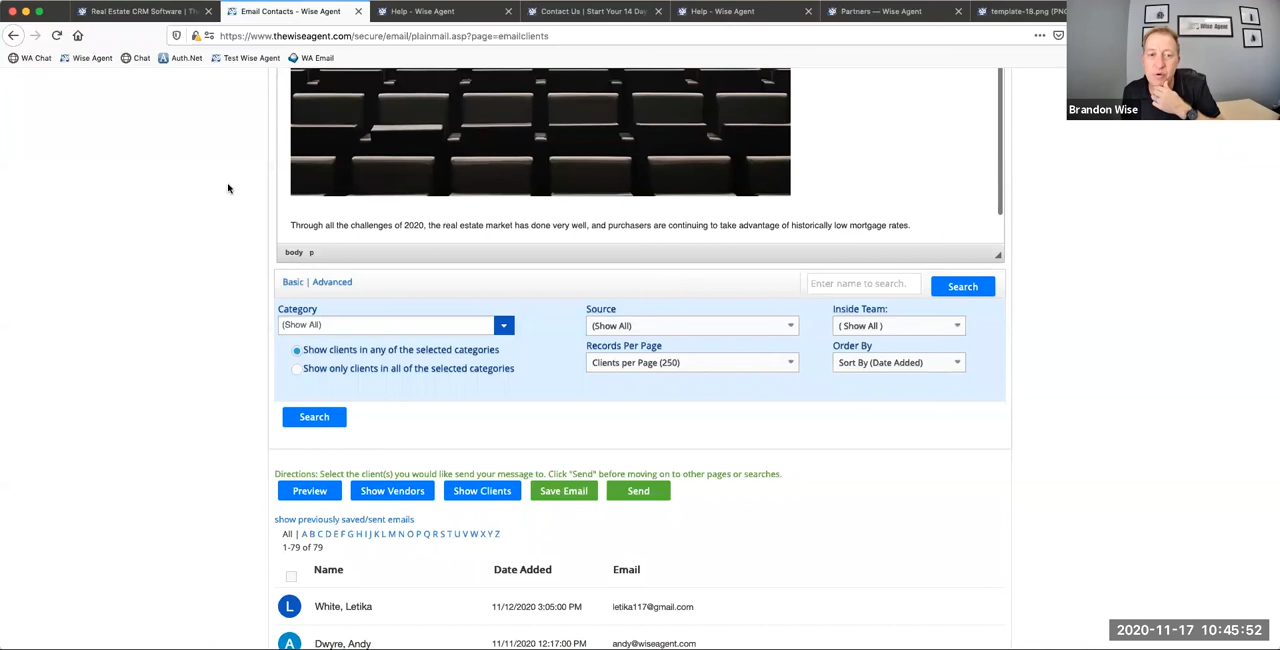 Real Estate CRM Software | Th
Email Contacts - Wise Agent
Help - Wise Agent
Contact Us | Start Your 14 Day
Help - Wise Agent
Partners — Wise Agent
template-18.png (PNG
https://www.thewiseagent.com/secure/email/plainmail.asp?page=emailclients
WA Chat
Wise Agent
Chat
Auth.Net
Test Wise Agent
WA Email
Wise Agent
Brandon Wise
Through all the challenges of 2020, the real estate market has done very well, and purchasers are continuing to take advantage of historically low mortgage rates.
body p
Basic | Advanced
Enter name to search.
Search
Category
Source
Inside Team:
(Show All)
(Show All)
( Show All )
Show clients in any of the selected categories
Records Per Page
Order By
Show only clients in all of the selected categories
Clients per Page (250)
Sort By (Date Added)
Search
Directions: Select the client(s) you would like send your message to. Click "Send" before moving on to other pages or searches.
Preview
Show Vendors
Show Clients
Save Email
Send
show previously saved/sent emails
All | A B C D E F G H I J K L M N O P Q R S T U V W X Y Z
1-79 of 79
Name
Date Added
Email
L
White, Letika
11/12/2020 3:05:00 PM
letika117@gmail.com
A
Dwyre, Andy
11/11/2020 12:17:00 PM
andy@wiseagent.com
2020-11-17 10:45:52